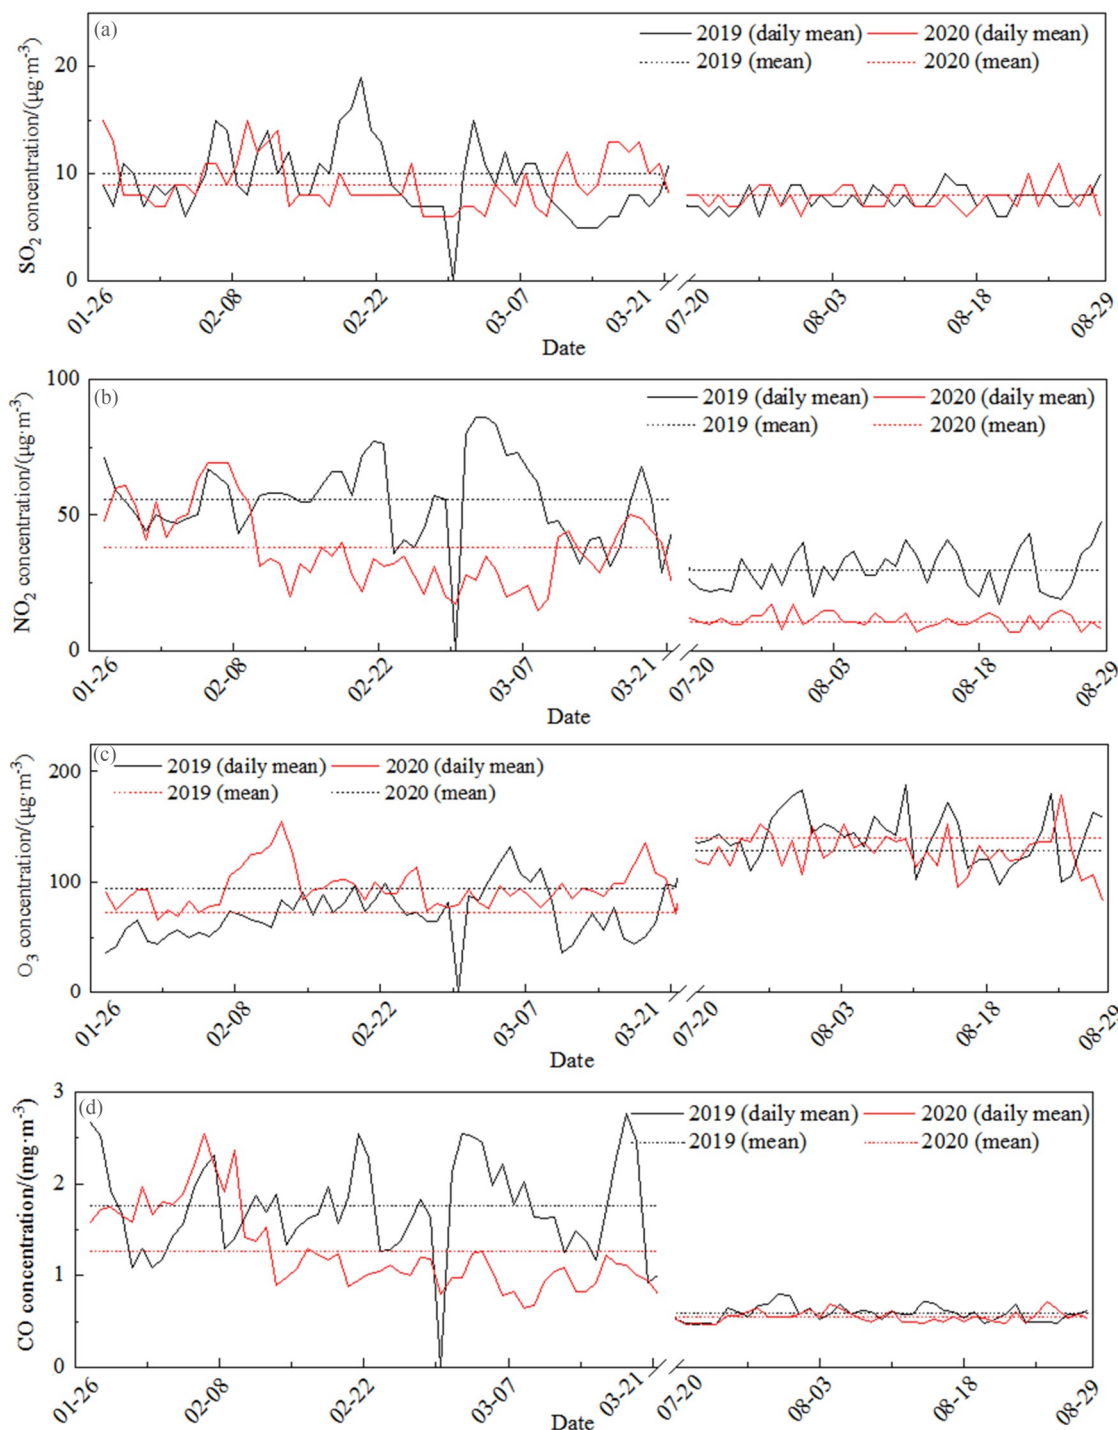 (a)
2019 (daily mean) 2020 (daily mean)
2019 (mean) 2020 (mean)
SO₂ concentration/(μg·m⁻³)
20
10
0
01-26 02-08 02-22 03-07 03-21 07-20 08-03 08-18 08-29
Date
(b)
2019 (daily mean) 2020 (daily mean)
2019 (mean) 2020 (mean)
NO₂ concentration/(μg·m⁻³)
100
50
0
01-26 02-08 02-22 03-07 03-21 07-20 08-03 08-18 08-29
Date
(c)
2019 (daily mean) 2020 (daily mean)
2019 (mean) 2020 (mean)
O₃ concentration/(μg·m⁻³)
200
100
0
01-26 02-08 02-22 03-07 03-21 07-20 08-03 08-18 08-29
Date
(d)
2019 (daily mean) 2020 (daily mean)
2019 (mean) 2020 (mean)
CO concentration/(mg·m⁻³)
3
2
1
0
01-26 02-08 02-22 03-07 03-21 07-20 08-03 08-18 08-29
Date